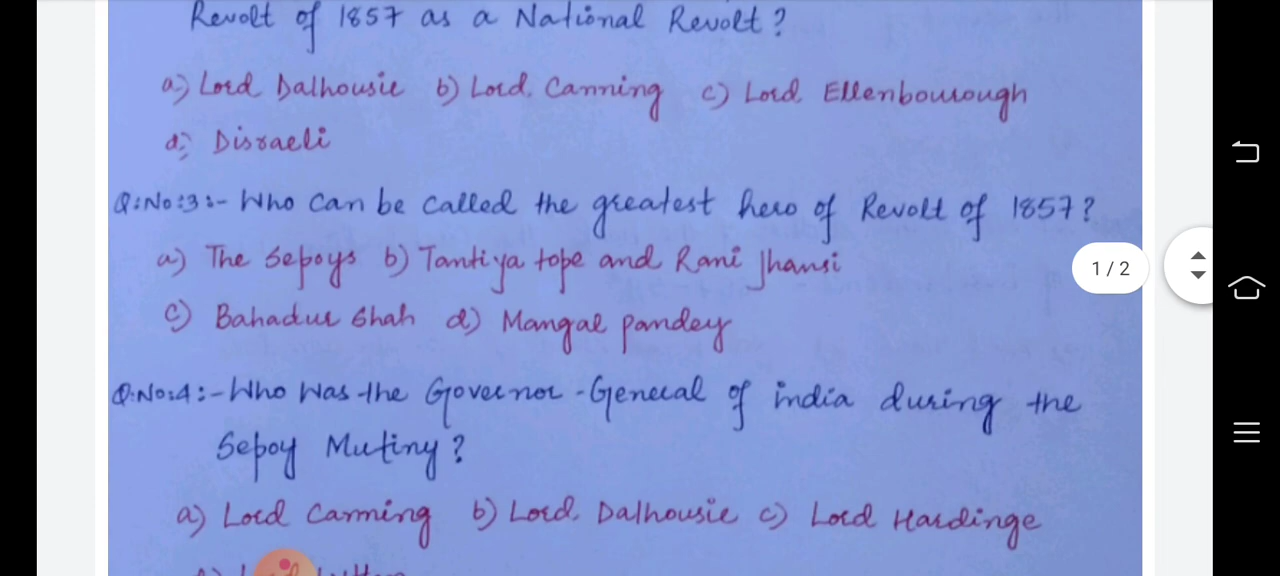 Revolt of 1857 as a National Revolt?
a) Lord Dalhousie b) Lord Canning c) Lord Ellenbourough
d) Disraeli
Q:No:3:- Who can be called the greatest hero of Revolt of 1857?
a) The Sepoys b) Tantiya tope and Rani Jhansi
c) Bahadur Shah d) Mangal pandey
1/2
Q:No:4:- Who was the Governor-General of india during the
Sepoy Mutiny?
a) Lord Canning b) Lord Dalhousie c) Lord Hardinge